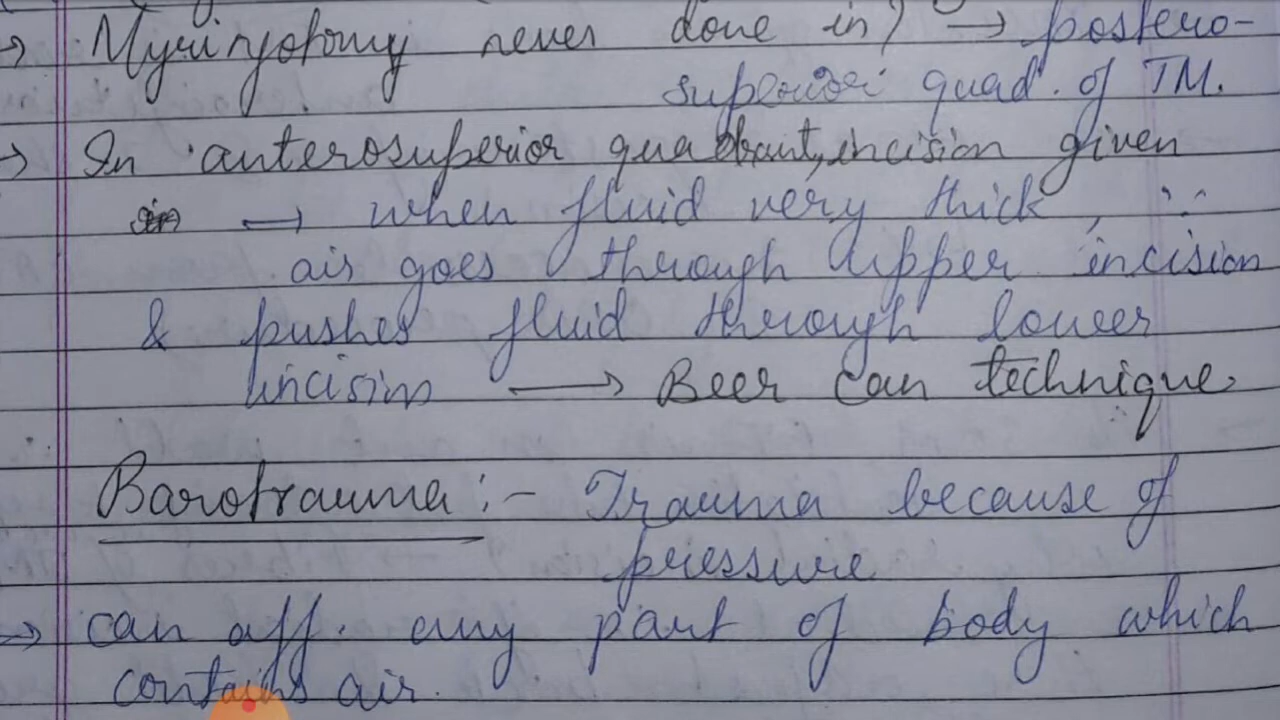 → Myringotomy never done in) → postero-
superior quad. of TM.
→ In anterosuperior quadrant, incision given
→ when fluid very thick, ∵
air goes through upper incision
& pushes fluid through lower
incision → Beer can technique.
Barotrauma :- Trauma because of
pressure
→ can aff. any part of body which
contains air.